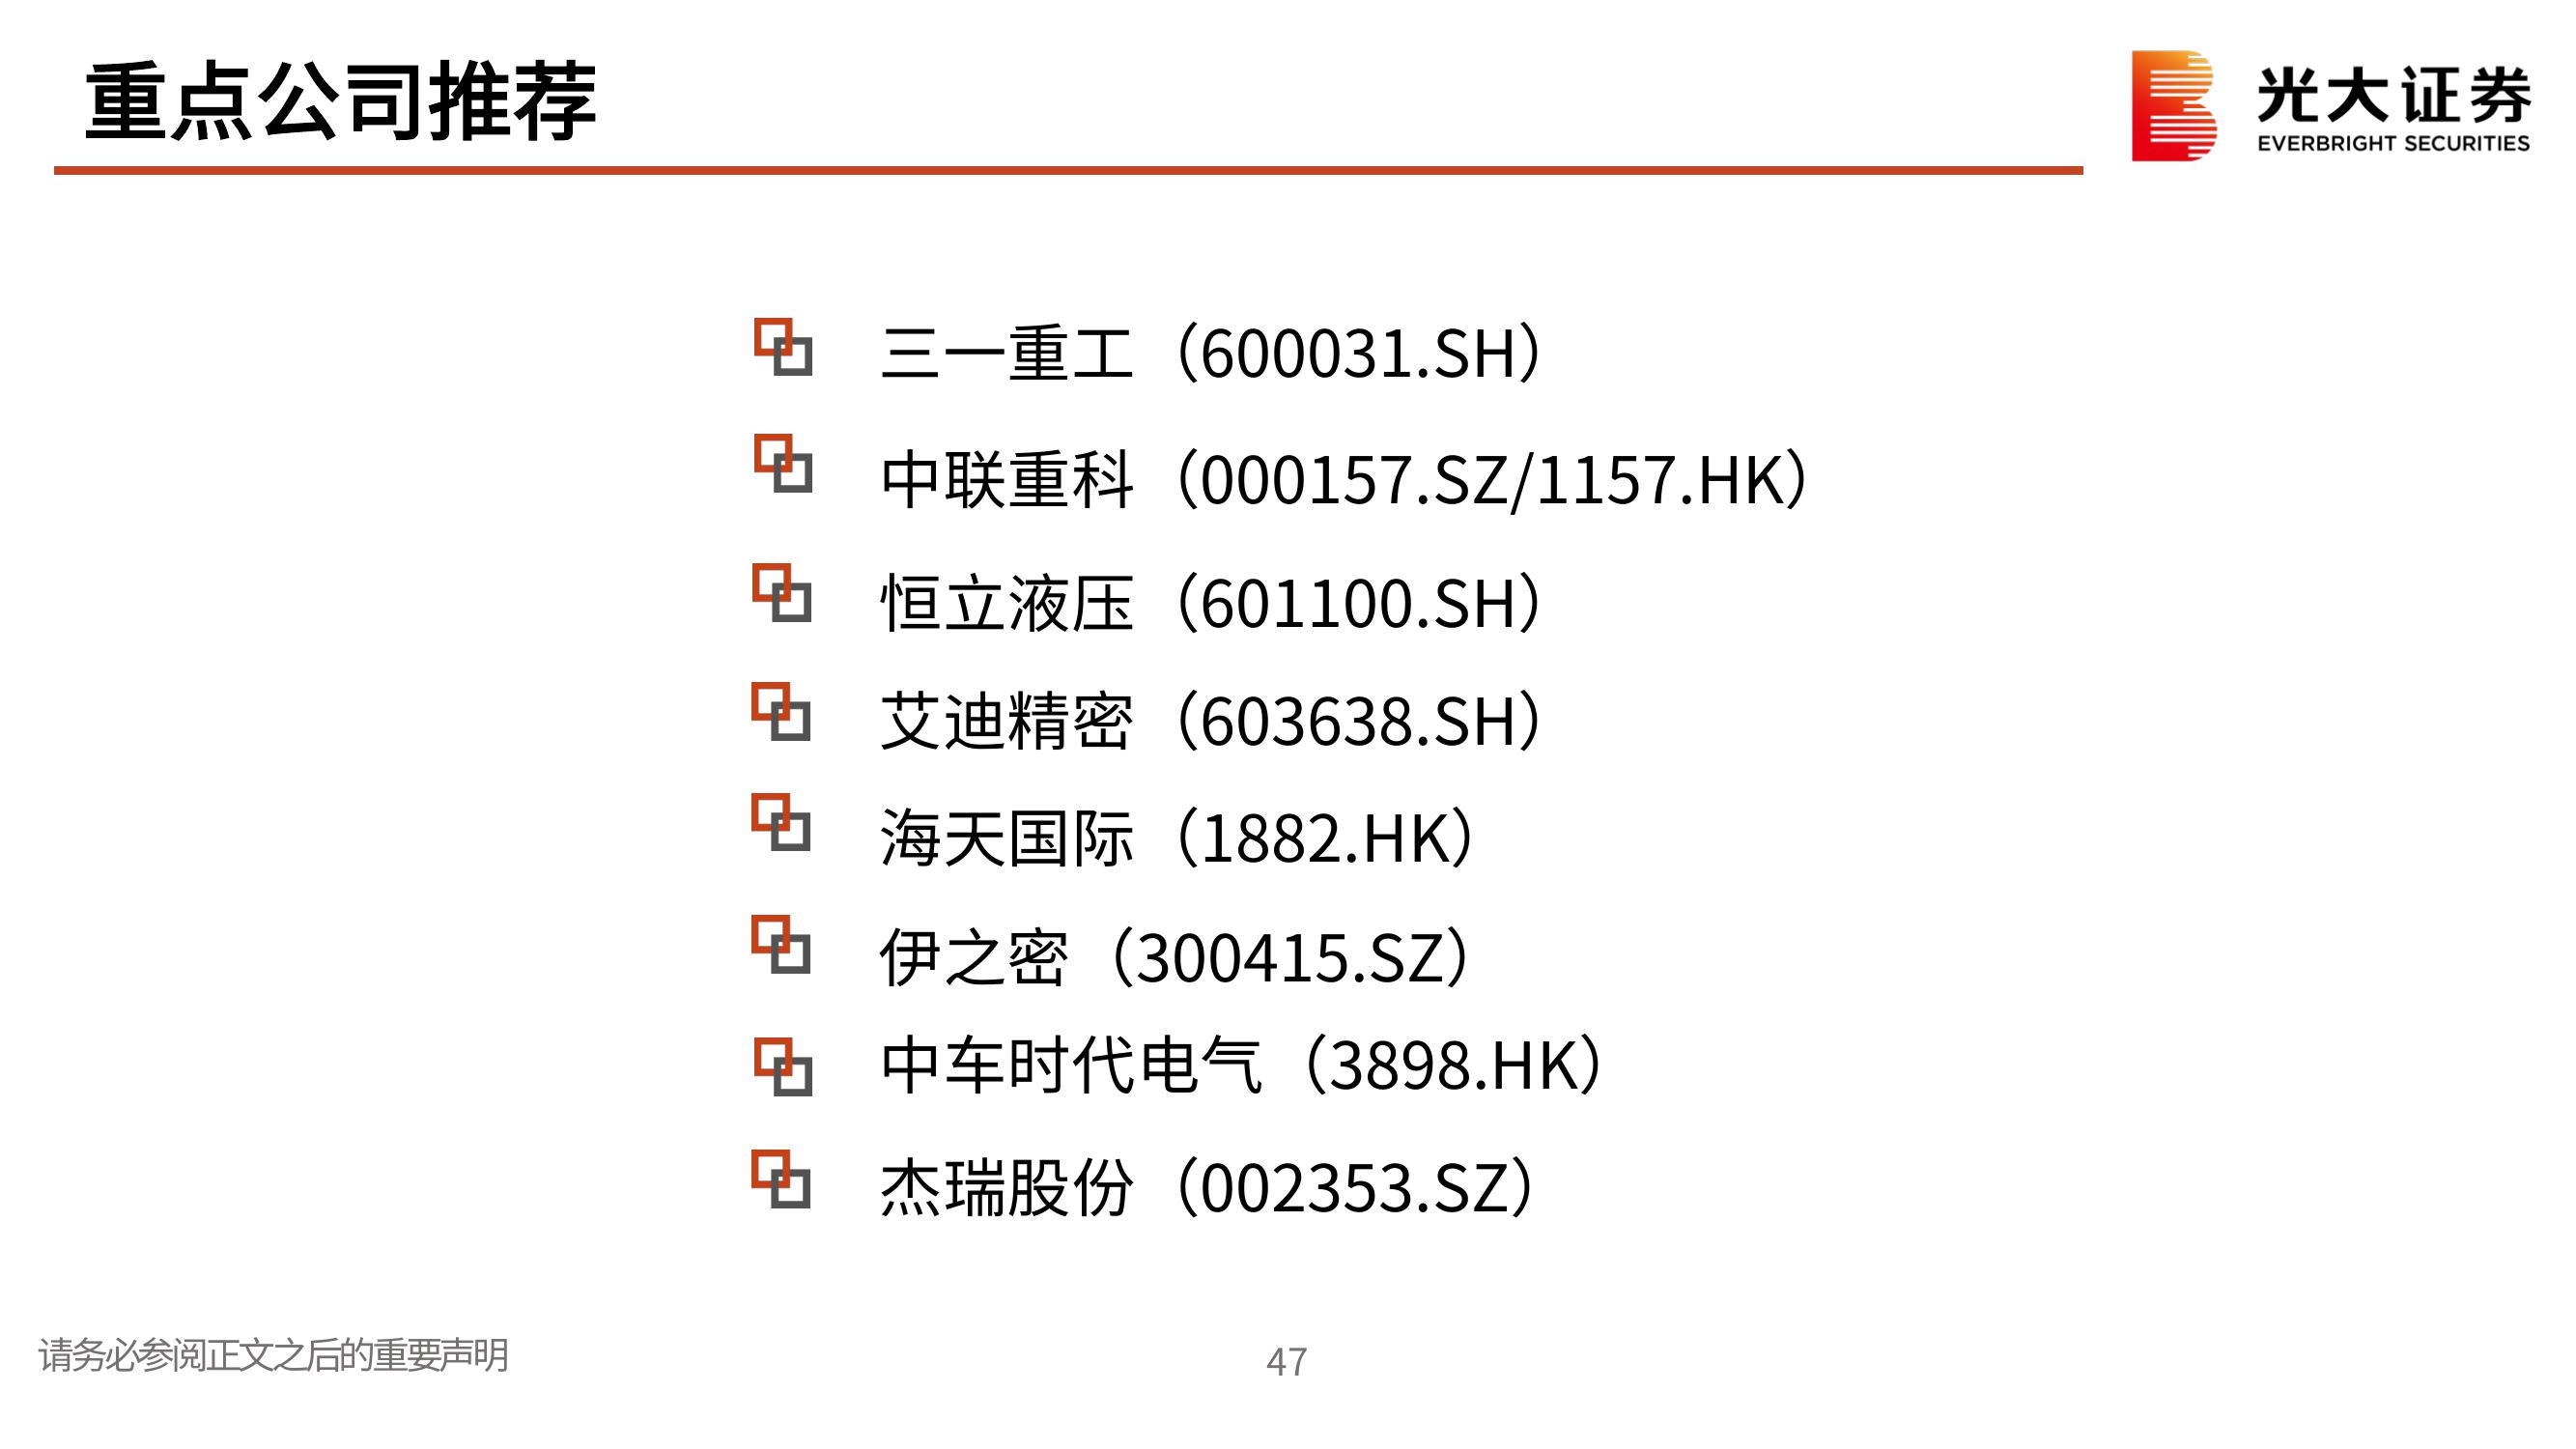 重点公司推荐
光大证券
EVERBRIGHT SECURITIES
三一重工（600031.SH）
中联重科（000157.SZ/1157.HK）
恒立液压（601100.SH）
艾迪精密（603638.SH）
海天国际（1882.HK）
伊之密（300415.SZ）
中车时代电气（3898.HK）
杰瑞股份（002353.SZ）
请务必参阅正文之后的重要声明
47